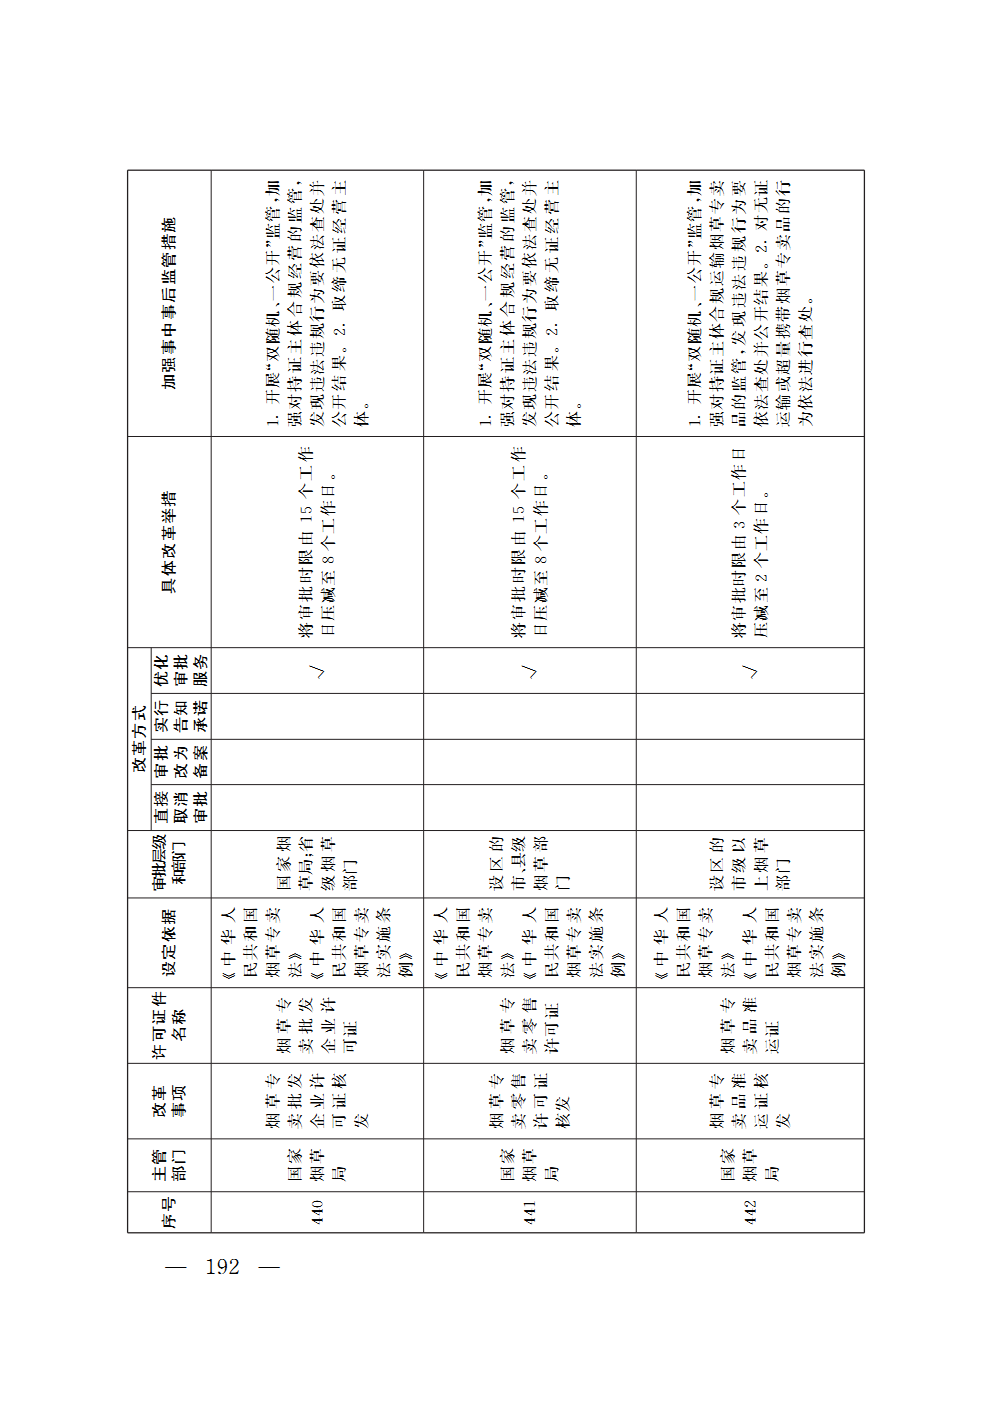 序号
主管
部门
改革
事项
许可证件
名称
设定依据
审批层级
和部门
改革方式
直接
取消
审批
审批
改为
备案
实行
告知
承诺
优化
审批
服务
具体改革举措
加强事中事后监管措施
440
国家
烟草
局
烟草专
卖批发
企业许
可证核
发
烟草专
卖批发
企业许
可证
《中华人
民共和国
烟草专卖
法》
《中华人
民共和国
烟草专卖
法实施条
例》
国家烟
草局;省
级烟草
部门
√
将审批时限由 15 个工作
日压减至 8 个工作日。
1. 开展“双随机、一公开”监管,加
强对持证主体合规经营的监管,
发现违法违规行为要依法查处并
公开结果。2. 取缔无证经营主
体。
441
国家
烟草
局
烟草专
卖零售
许可证
核发
烟草专
卖零售
许可证
《中华人
民共和国
烟草专卖
法》
《中华人
民共和国
烟草专卖
法实施条
例》
设区的
市、县级
烟草部
门
√
将审批时限由 15 个工作
日压减至 8 个工作日。
1. 开展“双随机、一公开”监管,加
强对持证主体合规经营的监管,
发现违法违规行为要依法查处并
公开结果。2. 取缔无证经营主
体。
442
国家
烟草
局
烟草专
卖品准
运证核
发
烟草专
卖品准
运证
《中华人
民共和国
烟草专卖
法》
《中华人
民共和国
烟草专卖
法实施条
例》
设区的
市级以
上烟草
部门
√
将审批时限由 3 个工作日
压减至 2 个工作日。
1. 开展“双随机、一公开”监管,加
强对持证主体合规运输烟草专卖
品的监管,发现违法违规行为要
依法查处并公开结果。2. 对无证
运输或超量携带烟草专卖品的行
为依法进行查处。
— 192 —